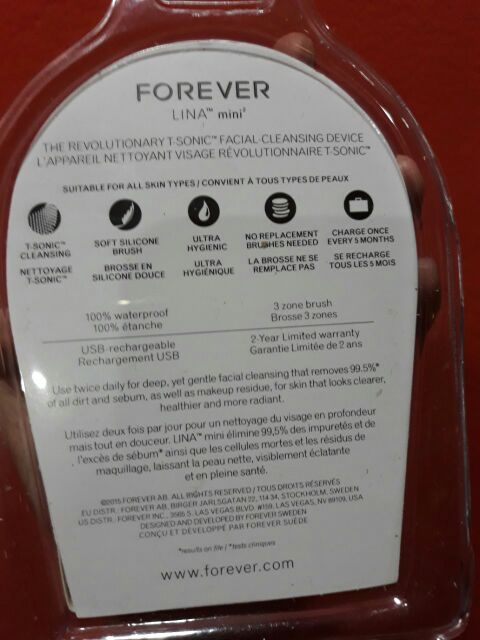 FOREVER
LINA™ mini²
THE REVOLUTIONARY T-SONIC™ FACIAL-CLEANSING DEVICE
L'APPAREIL NETTOYANT VISAGE RÉVOLUTIONNAIRE T-SONIC™
SUITABLE FOR ALL SKIN TYPES / CONVIENT À TOUS TYPES DE PEAUX
T-SONIC™
CLEANSING
NETTOYAGE
T-SONIC™
SOFT SILICONE
BRUSH
BROSSE EN
SILICONE DOUCE
ULTRA
HYGIENIC
ULTRA
HYGIÉNIQUE
NO REPLACEMENT
BRUSHES NEEDED
LA BROSSE NE SE
REMPLACE PAS
CHARGE ONCE
EVERY 5 MONTHS
SE RECHARGE
TOUS LES 5 MOIS
100% waterproof
100% étanche
3 zone brush
Brosse 3 zones
USB-rechargeable
Rechargement USB
2-Year Limited warranty
Garantie Limitée de 2 ans
Use twice daily for deep, yet gentle facial cleansing that removes 99.5%*
of all dirt and sebum, as well as makeup residue, for skin that looks clearer,
healthier and more radiant.
Utilisez deux fois par jour pour un nettoyage du visage en profondeur
mais tout en douceur. LINA™ mini élimine 99,5% des impuretés et de
l'excès de sébum* ainsi que les cellules mortes et les résidus de
maquillage, laissant la peau nette, visiblement éclatante
et en pleine santé.
©2015 FOREVER AB. ALL RIGHTS RESERVED / TOUS DROITS RÉSERVÉS
EU DISTR. FOREVER AB, BIRGER JARLSGATAN 22, 114 34, STOCKHOLM, SWEDEN
US DISTR. FOREVER INC., 3565 S. LAS VEGAS BLVD. #159, LAS VEGAS, NV 89109, USA
DESIGNED AND DEVELOPED BY FOREVER SWEDEN
CONÇU ET DÉVELOPPÉ PAR FOREVER SUÈDE
*results on file / *tests cliniques
www.forever.com